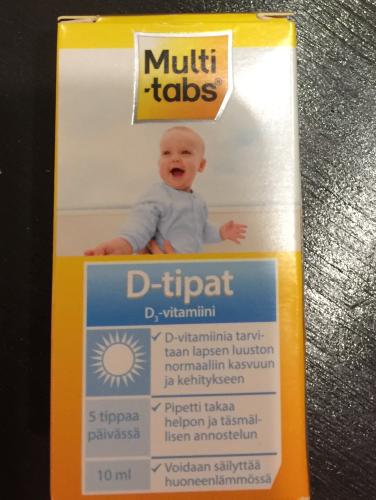 Multi
-tabs®
D-tipat
D₃-vitamiini
✓ D-vitamiinia tarvi-
taan lapsen luuston
normaaliin kasvuun
ja kehitykseen
5 tippaa
päivässä
✓ Pipetti takaa
helpon ja täsmäl-
lisen annostelun
10 ml
✓ Voidaan säilyttää
huoneenlämmössä